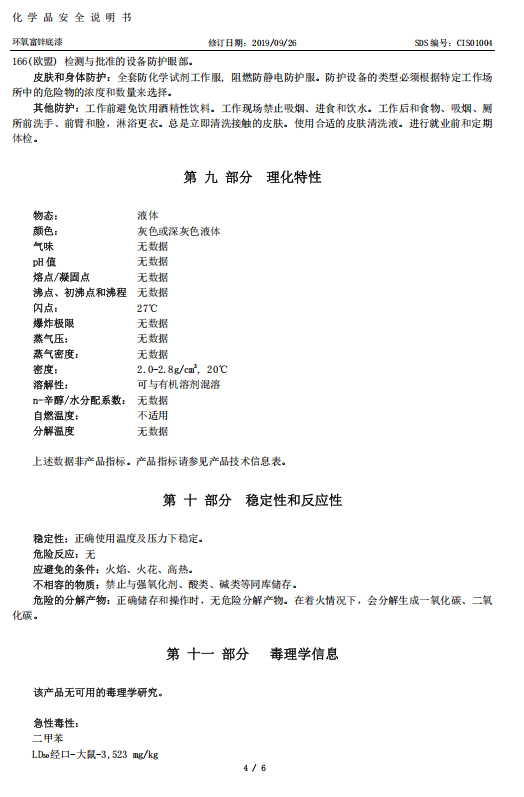 化 学 品 安 全 说 明 书
环氧富锌底漆 修订日期：2019/09/26 SDS 编号：CIS01004
166(欧盟) 检测与批准的设备防护眼部。
皮肤和身体防护：全套防化学试剂工作服, 阻燃防静电防护服。防护设备的类型必须根据特定工作场
所中的危险物的浓度和数量来选择。
其他防护：工作前避免饮用酒精性饮料。工作现场禁止吸烟、进食和饮水。工作后和食物、吸烟、厕
所前洗手、前臂和脸，淋浴更衣。总是立即清洗接触的皮肤。使用合适的皮肤清洗液。进行就业前和定期
体检。
第 九 部分 理化特性
物态： 液体
颜色： 灰色或深灰色液体
气味 无数据
pH 值 无数据
熔点/凝固点 无数据
沸点、初沸点和沸程 无数据
闪点： 27℃
爆炸极限 无数据
蒸气压： 无数据
蒸气密度： 无数据
密度： 2.0-2.8g/cm³, 20℃
溶解性： 可与有机溶剂混溶
n-辛醇/水分配系数： 无数据
自燃温度： 不适用
分解温度 无数据
上述数据非产品指标。产品指标请参见产品技术信息表。
第 十 部分 稳定性和反应性
稳定性：正确使用温度及压力下稳定。
危险反应：无
应避免的条件：火焰、火花、高热。
不相容的物质：禁止与强氧化剂、酸类、碱类等同库储存。
危险的分解产物：正确储存和操作时，无危险分解产物。在着火情况下，会分解生成一氧化碳、二氧
化碳。
第 十一 部分 毒理学信息
该产品无可用的毒理学研究。
急性毒性：
二甲苯
LD₅₀经口-大鼠-3,523 mg/kg
4 / 6